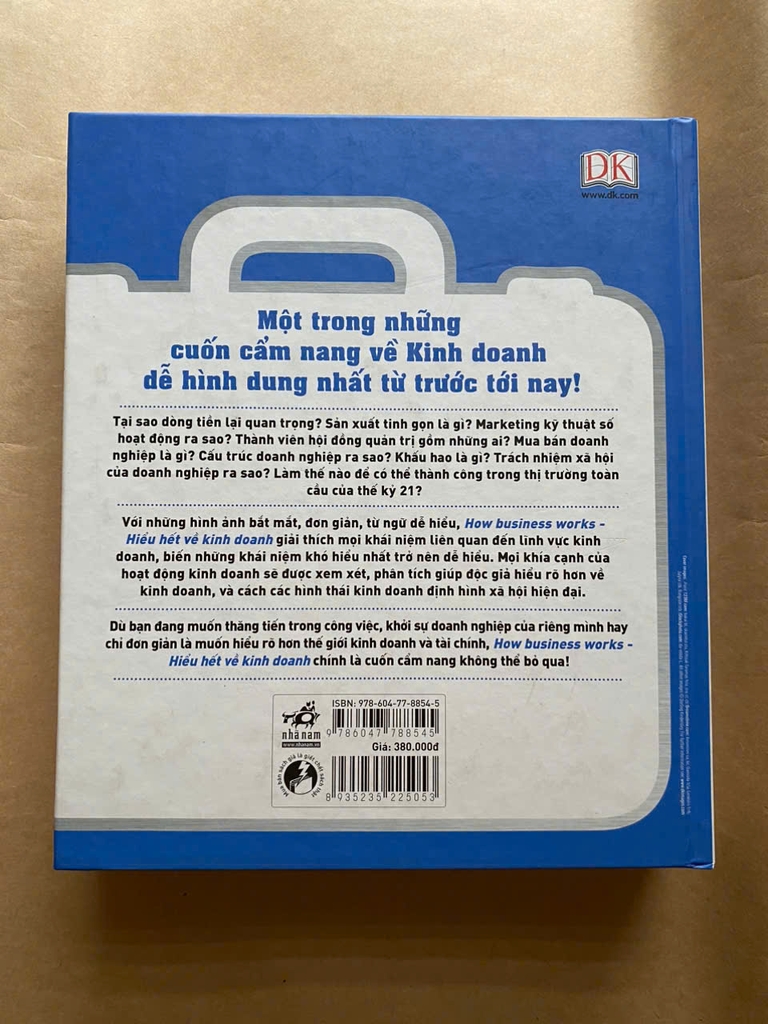 DK
www.dk.com
Một trong những
cuốn cẩm nang về Kinh doanh
dễ hình dung nhất từ trước tới nay!
Tại sao dòng tiền lại quan trọng? Sản xuất tinh gọn là gì? Marketing kỹ thuật số
hoạt động ra sao? Thành viên hội đồng quản trị gồm những ai? Mua bán doanh
nghiệp là gì? Cấu trúc doanh nghiệp ra sao? Khấu hao là gì? Trách nhiệm xã hội
của doanh nghiệp ra sao? Làm thế nào để có thể thành công trong thị trường toàn
cầu của thế kỷ 21?
Với những hình ảnh bắt mắt, đơn giản, từ ngữ dễ hiểu, How business works -
Hiểu hết về kinh doanh giải thích mọi khái niệm liên quan đến lĩnh vực kinh
doanh, biến những khái niệm khó hiểu nhất trở nên dễ hiểu. Mọi khía cạnh của
hoạt động kinh doanh sẽ được xem xét, phân tích giúp độc giả hiểu rõ hơn về
kinh doanh, và cách các hình thái kinh doanh định hình xã hội hiện đại.
Dù bạn đang muốn thăng tiến trong công việc, khởi sự doanh nghiệp của riêng mình hay
chỉ đơn giản là muốn hiểu rõ hơn thế giới kinh doanh và tài chính, How business works -
Hiểu hết về kinh doanh chính là cuốn cẩm nang không thể bỏ qua!
ISBN: 978-604-77-8854-5
nhã nam
www.nhanam.vn
9 786047 788545
Giá: 380.000đ
Mua bán sách giả là giết chết sách thật
8 935235 225053